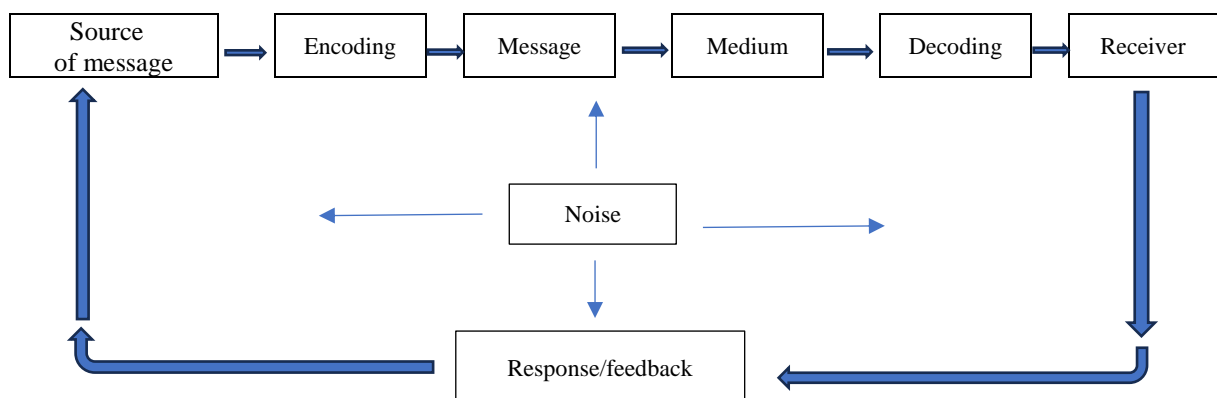 Source
of message
Encoding
Message
Medium
Decoding
Receiver
Noise
Response/feedback